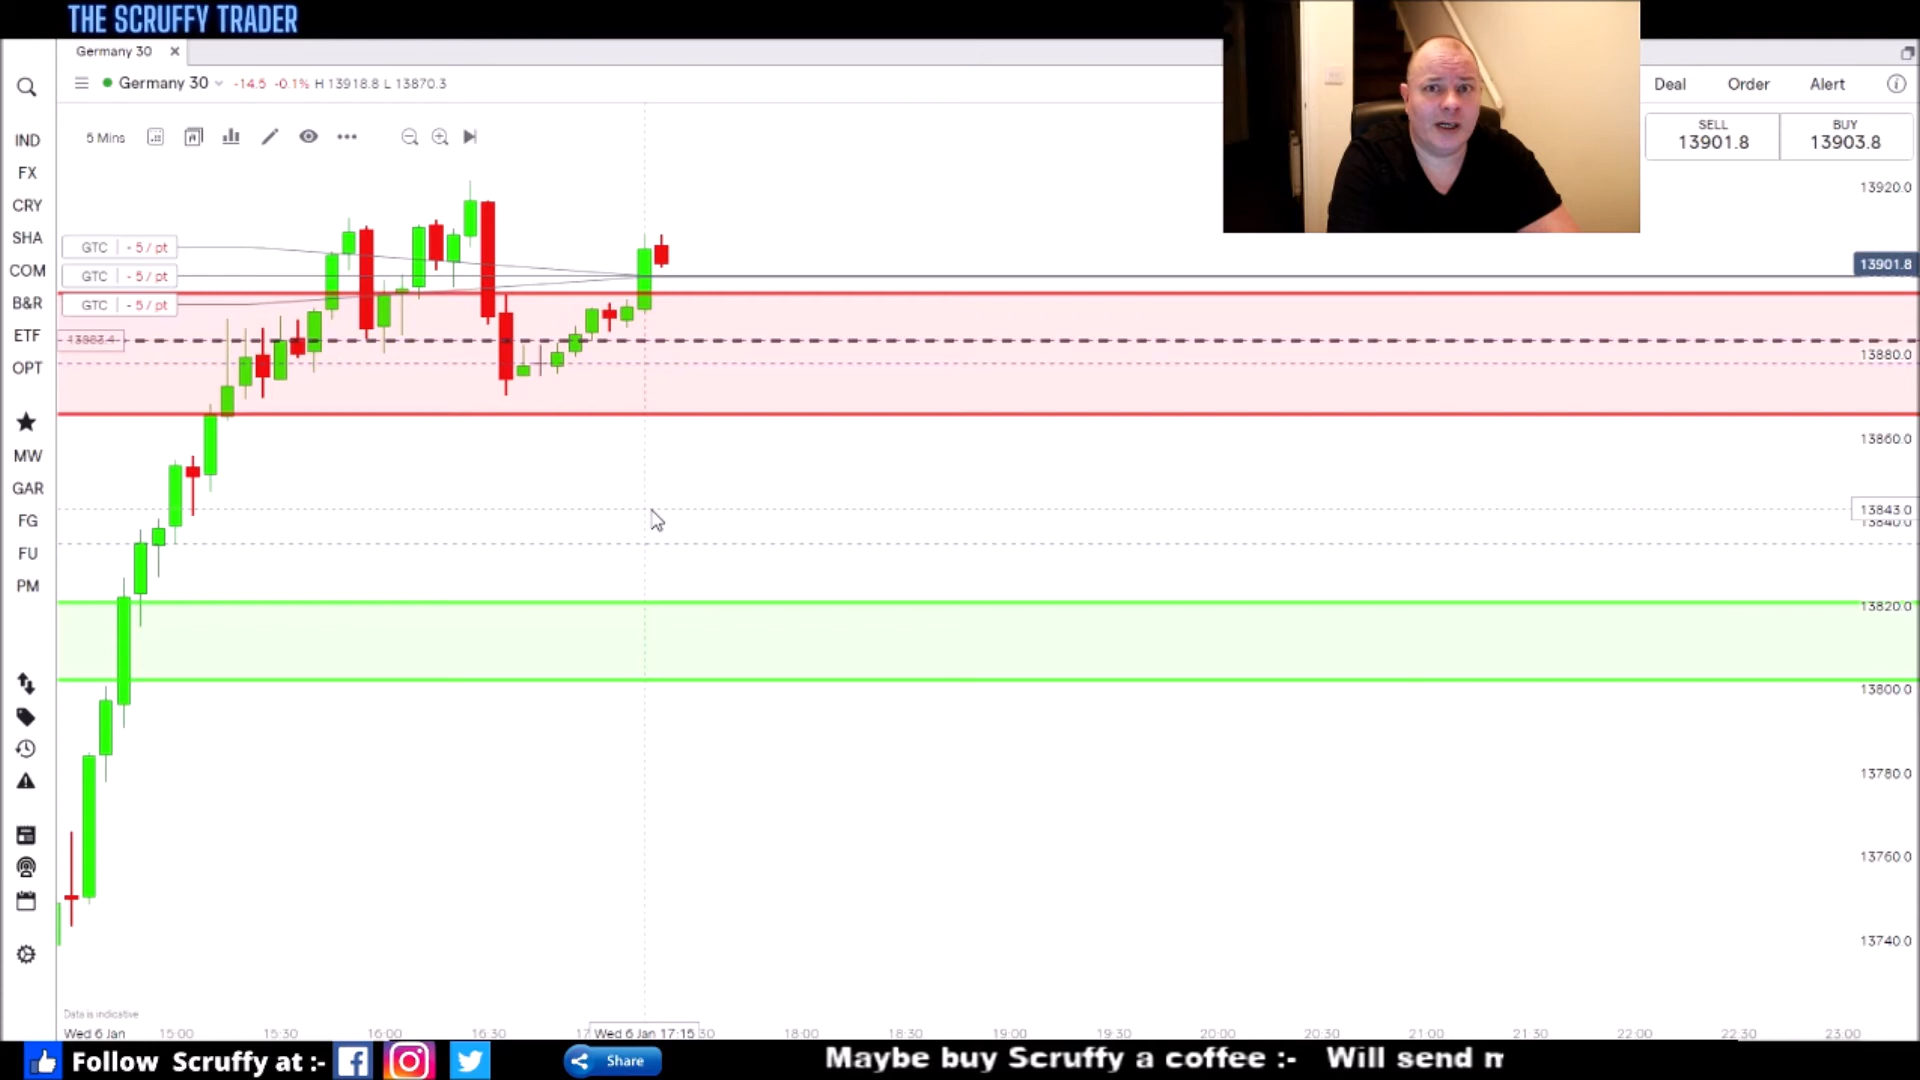 THE SCRUFFY TRADER
Germany 30
Germany 30 -14.5 -0.1% H 13918.8 L 13870.3
Deal Order Alert
5 Mins
SELL
13901.8
BUY
13903.8
IND
FX
CRY
SHA
COM
B&R
ETF
OPT
MW
GAR
FG
FU
PM
GTC - 5 / pt
GTC - 5 / pt
GTC - 5 / pt
13920.0
13901.8
13880.0
13860.0
13843.0
13840.0
13820.0
13800.0
13780.0
13760.0
13740.0
Data is indicative
Wed 6 Jan 15:00 15:30 16:00 16:30 Wed 6 Jan 17:15 18:00 18:30 19:00 19:30 20:00 20:30 21:00 21:30 22:00 22:30 23:00
Follow Scruffy at :- Share Maybe buy Scruffy a coffee :- Will send